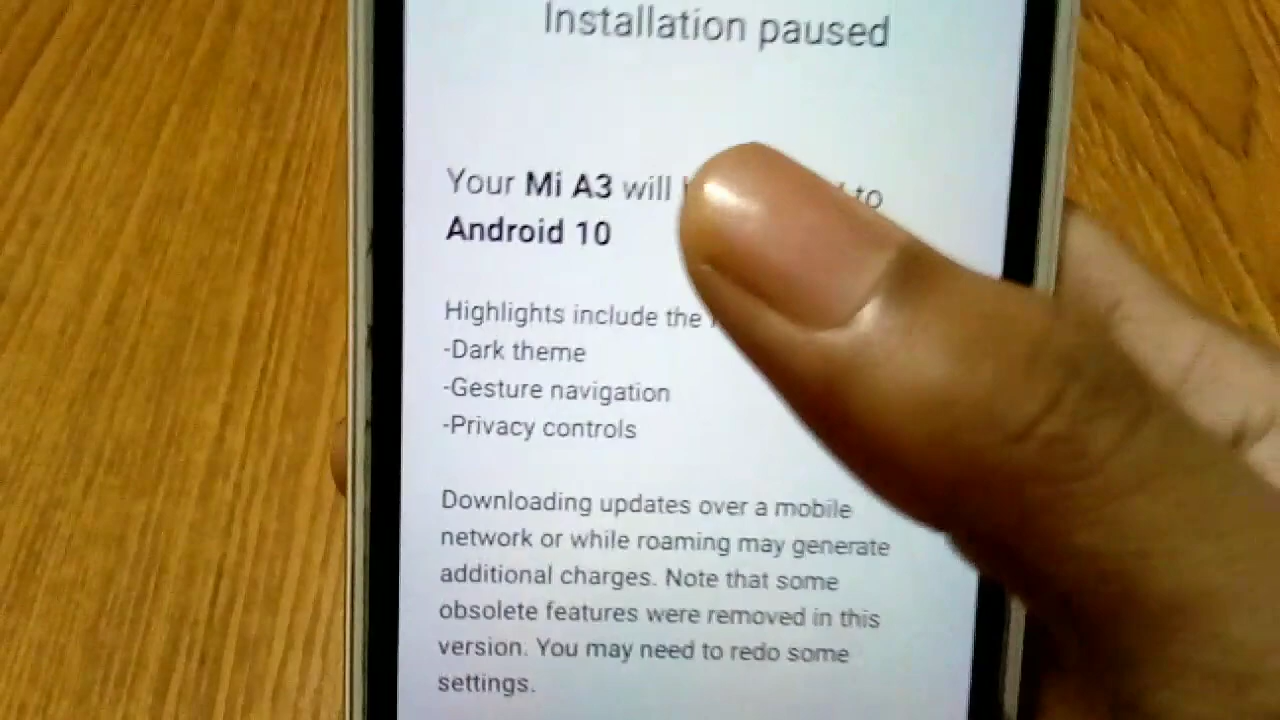 Installation paused
Your Mi A3 will to
Android 10
Highlights include the
-Dark theme
-Gesture navigation
-Privacy controls
Downloading updates over a mobile
network or while roaming may generate
additional charges. Note that some
obsolete features were removed in this
version. You may need to redo some
settings.